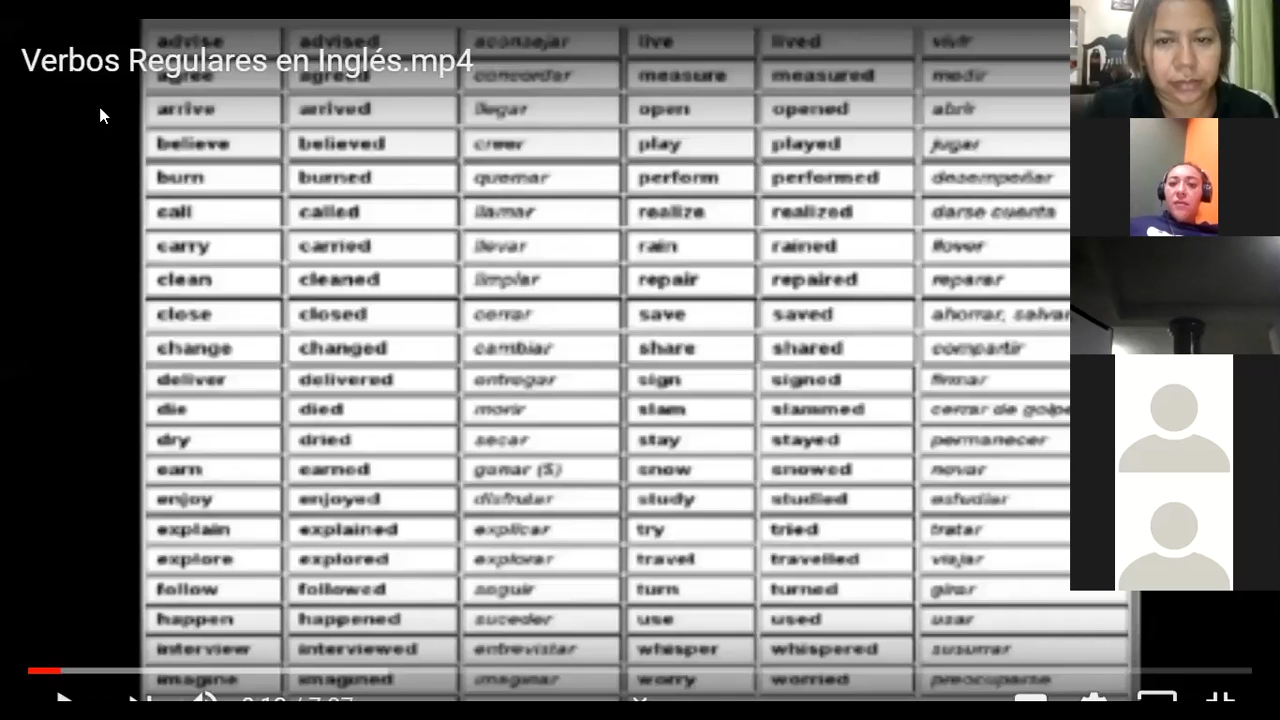 advise advised aconsejar live lived vivir
Verbos Regulares en Inglés.mp4
agree agreed concordar measure measured medir
arrive arrived llegar open opened abrir
believe believed creer play played jugar
burn burned quemar perform performed desempeñar
call called llamar realize realized darse cuenta
carry carried llevar rain rained llover
clean cleaned limpiar repair repaired reparar
close closed cerrar save saved ahorrar, salvar
change changed cambiar share shared compartir
deliver delivered entregar sign signed firmar
die died morir slam slammed cerrar de golpe
dry dried secar stay stayed permanecer
earn earned ganar ($) snow snowed nevar
enjoy enjoyed disfrutar study studied estudiar
explain explained explicar try tried tratar
explore explored explorar travel travelled viajar
follow followed seguir turn turned girar
happen happened suceder use used usar
interview interviewed entrevistar whisper whispered susurrar
imagine imagined imaginar worry worried preocuparse